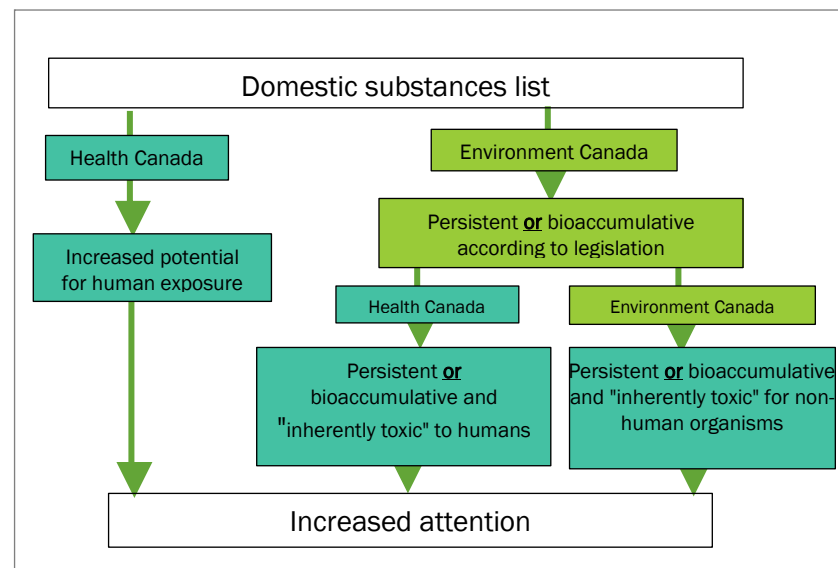 Domestic substances list
Health Canada
Environment Canada
Persistent or bioaccumulative
according to legislation
Increased potential
for human exposure
Health Canada
Environment Canada
Persistent or
bioaccumulative and
"inherently toxic" to humans
Persistent or bioaccumulative
and "inherently toxic" for non-
human organisms
Increased attention